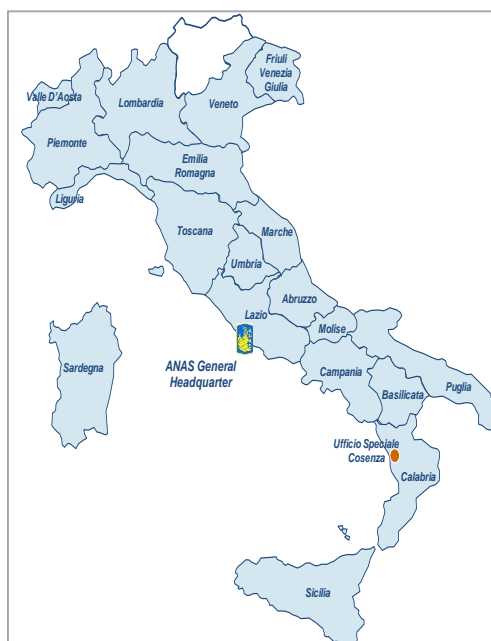 Friuli
Venezia
Giulia
Valle D'Aosta
Lombardia
Veneto
Piemonte
Emilia
Romagna
Liguria
Toscana
Marche
Umbria
Abruzzo
Lazio
Molise
ANAS General
Headquarter
Sardegna
Campania
Basilicata
Puglia
Ufficio Speciale
Cosenza
Calabria
Sicilia